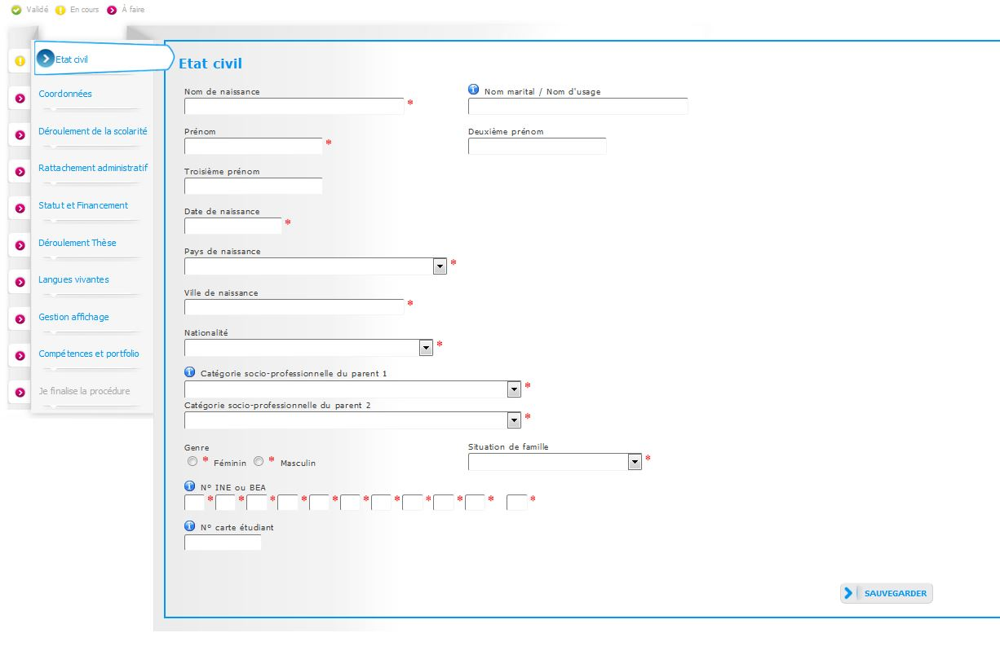 Validé En cours À faire
Etat civil
Coordonnées
Déroulement de la scolarité
Rattachement administratif
Statut et Financement
Déroulement Thèse
Langues vivantes
Gestion affichage
Compétences et portfolio
Je finalise la procédure
Etat civil
Nom de naissance
*
Nom marital / Nom d'usage
Prénom
*
Deuxième prénom
Troisième prénom
Date de naissance
*
Pays de naissance
*
Ville de naissance
*
Nationalité
*
Catégorie socio-professionnelle du parent 1
*
Catégorie socio-professionnelle du parent 2
*
Genre
* Féminin * Masculin
Situation de famille
*
N° INE ou BEA
* * * * * * * * * * *
N° carte étudiant
SAUVEGARDER